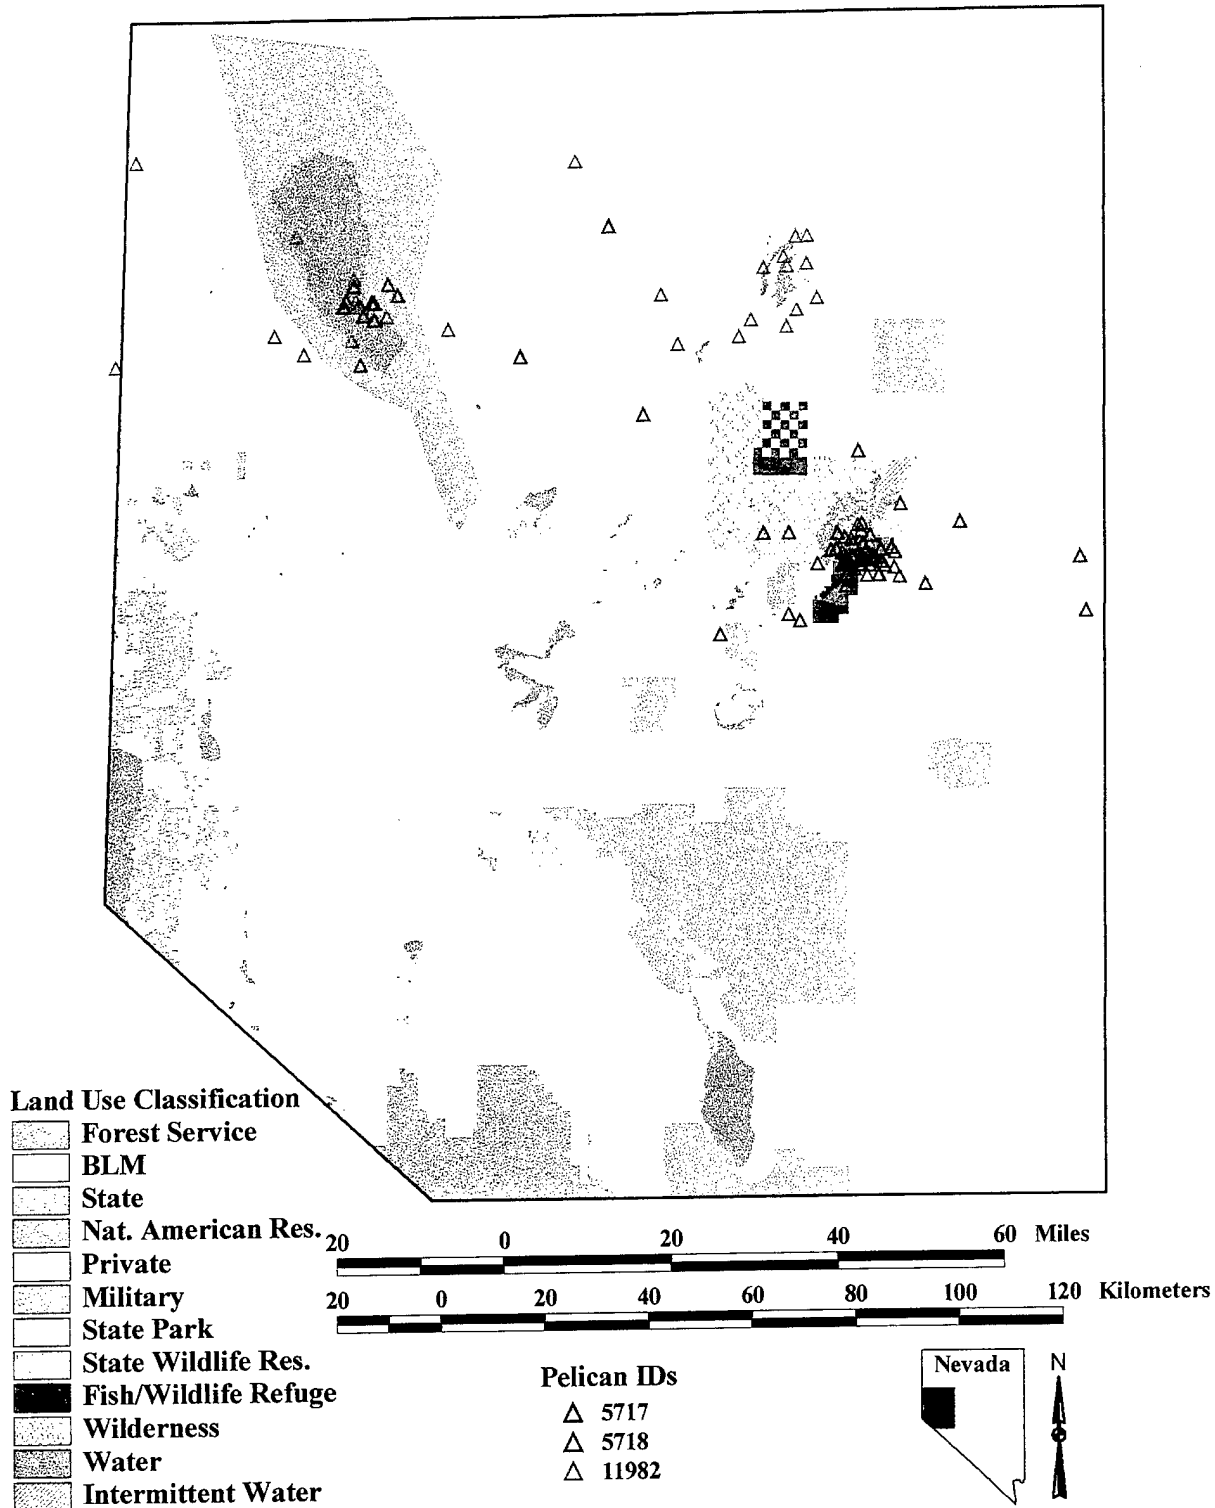 Land Use Classification
Forest Service
BLM
State
Nat. American Res.
Private
Military
State Park
State Wildlife Res.
Fish/Wildlife Refuge
Wilderness
Water
Intermittent Water
20 0 20 40 60 Miles
20 0 20 40 60 80 100 120 Kilometers
Pelican IDs
5717
5718
11982
Nevada
N